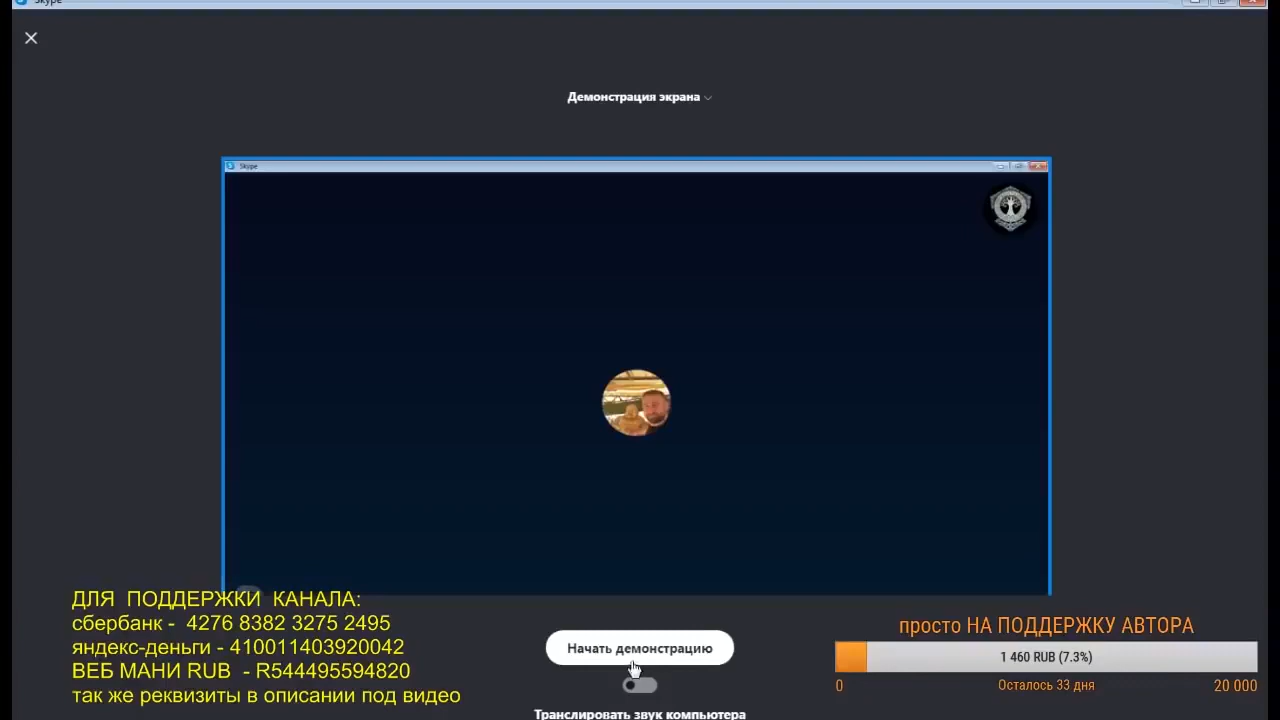 Skype
Демонстрация экрана
Skype
ДЛЯ ПОДДЕРЖКИ КАНАЛА:
сбербанк - 4276 8382 3275 2495
яндекс-деньги - 410011403920042
ВЕБ МАНИ RUB - R544495594820
так же реквизиты в описании под видео
Начать демонстрацию
Транслировать звук компьютера
просто НА ПОДДЕРЖКУ АВТОРА
1 460 RUB (7.3%)
0 Осталось 33 дня 20 000